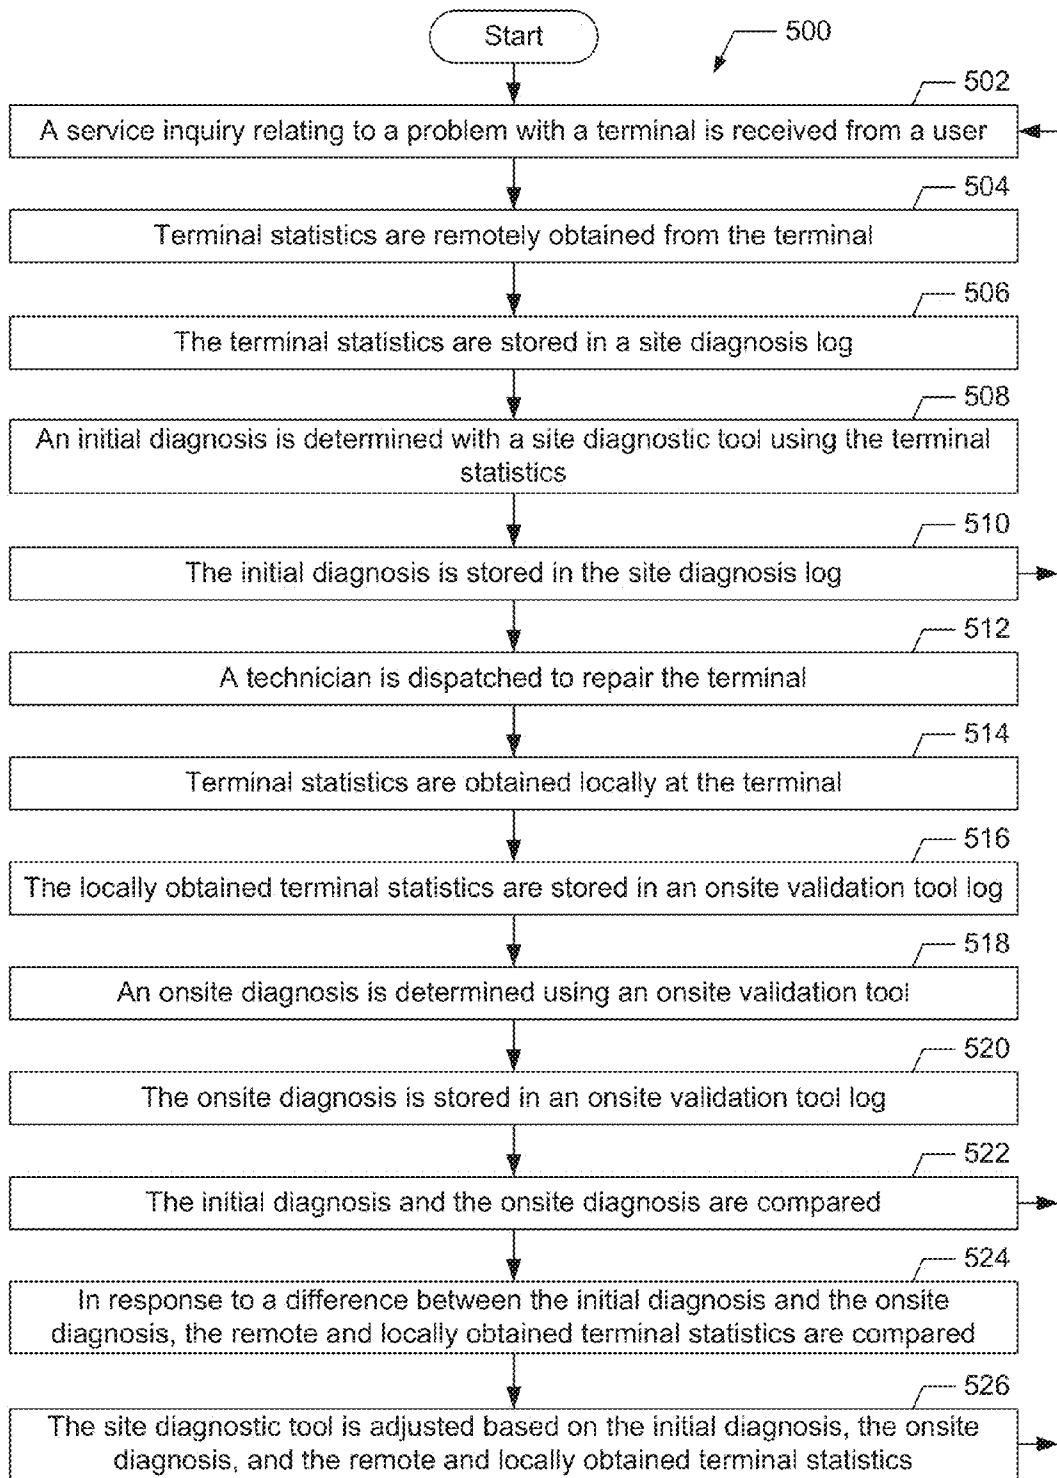 Start
500
502
A service inquiry relating to a problem with a terminal is received from a user
504
Terminal statistics are remotely obtained from the terminal
506
The terminal statistics are stored in a site diagnosis log
508
An initial diagnosis is determined with a site diagnostic tool using the terminal
statistics
510
The initial diagnosis is stored in the site diagnosis log
512
A technician is dispatched to repair the terminal
514
Terminal statistics are obtained locally at the terminal
516
The locally obtained terminal statistics are stored in an onsite validation tool log
518
An onsite diagnosis is determined using an onsite validation tool
520
The onsite diagnosis is stored in an onsite validation tool log
522
The initial diagnosis and the onsite diagnosis are compared
524
In response to a difference between the initial diagnosis and the onsite
diagnosis, the remote and locally obtained terminal statistics are compared
526
The site diagnostic tool is adjusted based on the initial diagnosis, the onsite
diagnosis, and the remote and locally obtained terminal statistics